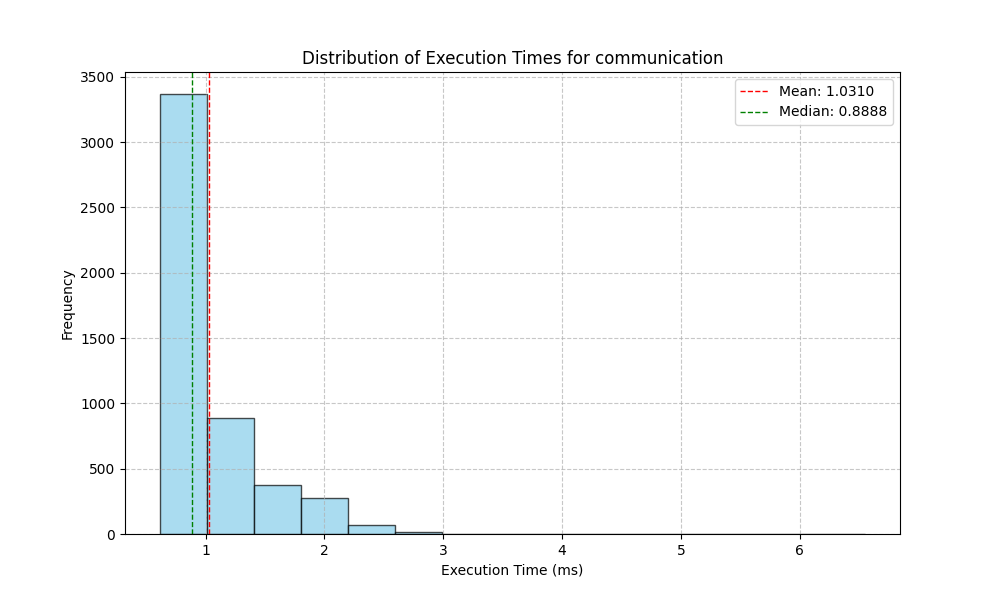 Distribution of Execution Times for communication
Mean: 1.0310
Median: 0.8888
Frequency
3500
3000
2500
2000
1500
1000
500
0
1
2
3
4
5
6
Execution Time (ms)